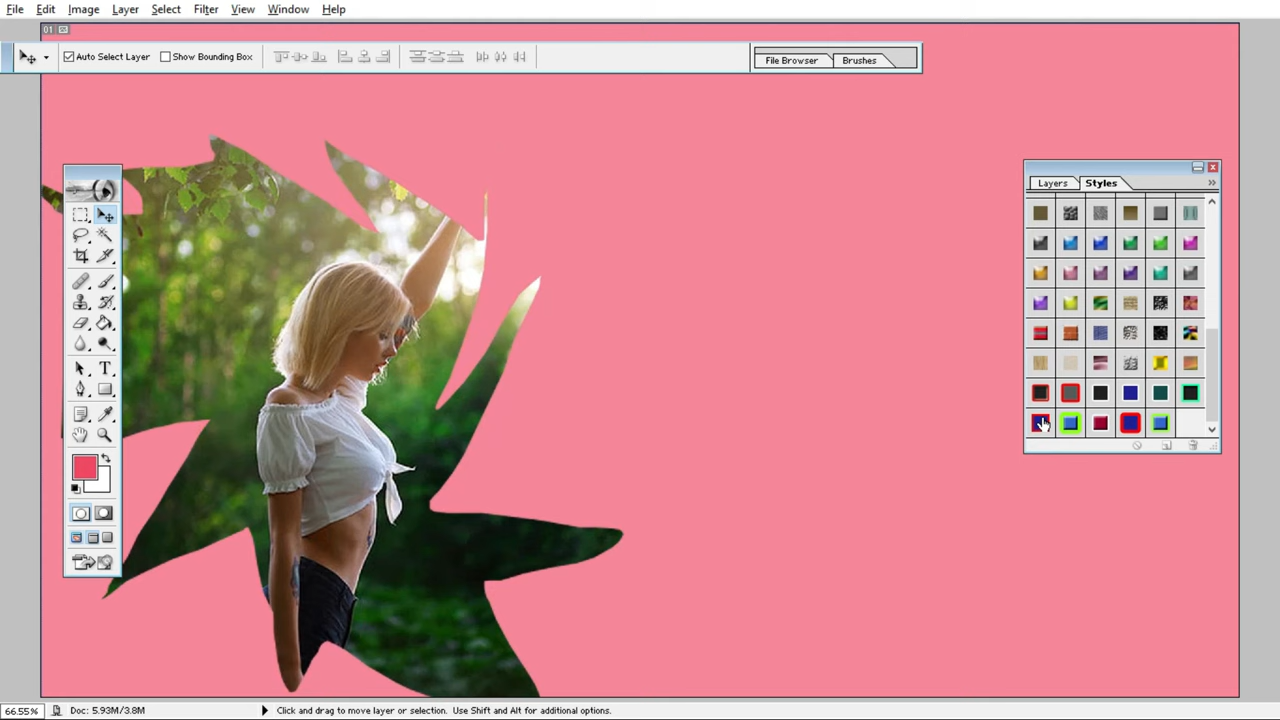 File Edit Image Layer Select Filter View Window Help
01
Auto Select Layer Show Bounding Box File Browser Brushes
Layers Styles
T
66.55% Doc: 5.93M/3.8M Click and drag to move layer or selection. Use Shift and Alt for additional options.